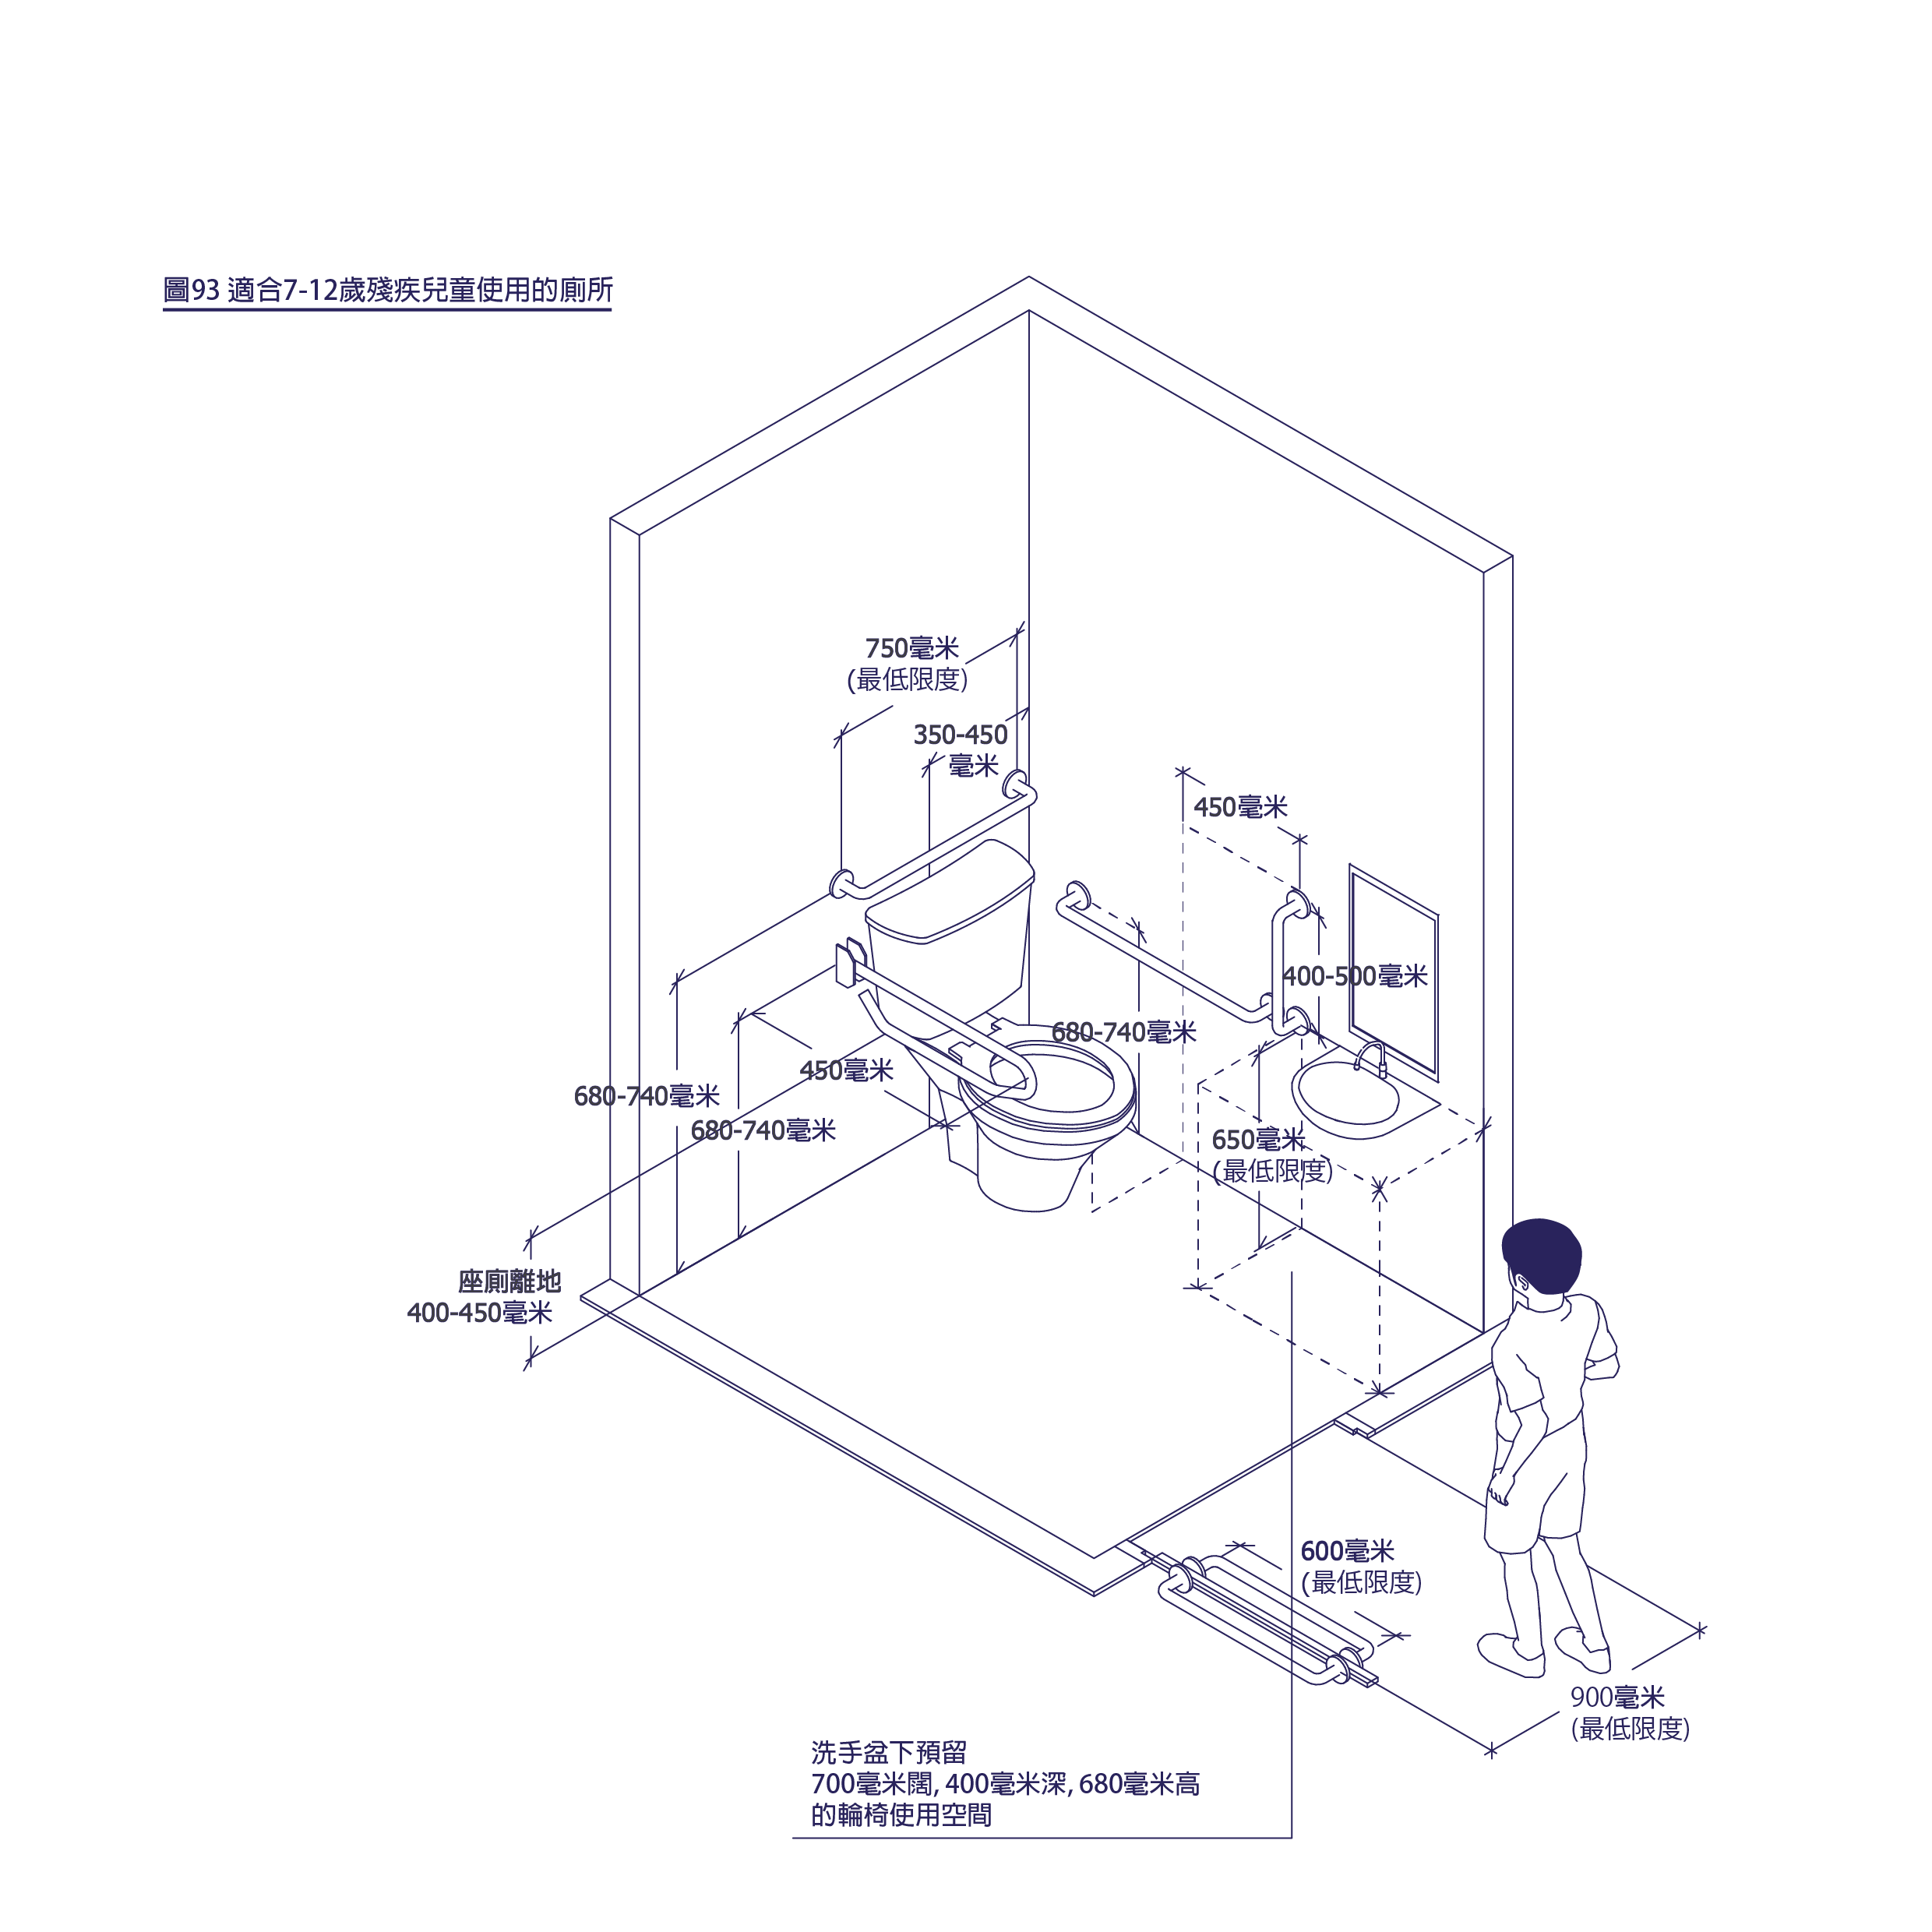 圖93 適合7-12歲殘疾兒童使用的廁所
750毫米
(最低限度)
350-450
毫米
450毫米
400-500毫米
680-740毫米
450毫米
680-740毫米
680-740毫米
650毫米
(最低限度)
座廁離地
400-450毫米
600毫米
(最低限度)
900毫米
(最低限度)
洗手盆下預留
700毫米闊, 400毫米深, 680毫米高
的輪椅使用空間